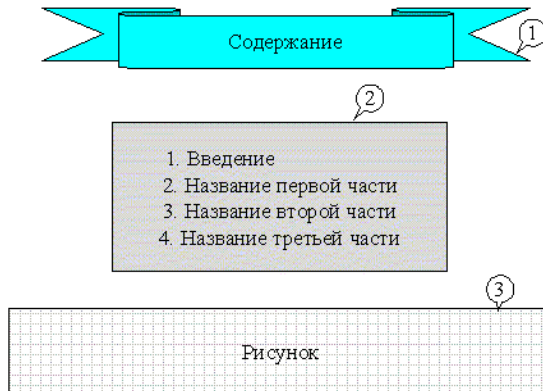 Содержание
1
2
1. Введение
2. Название первой части
3. Название второй части
4. Название третьей части
3
Рисунок